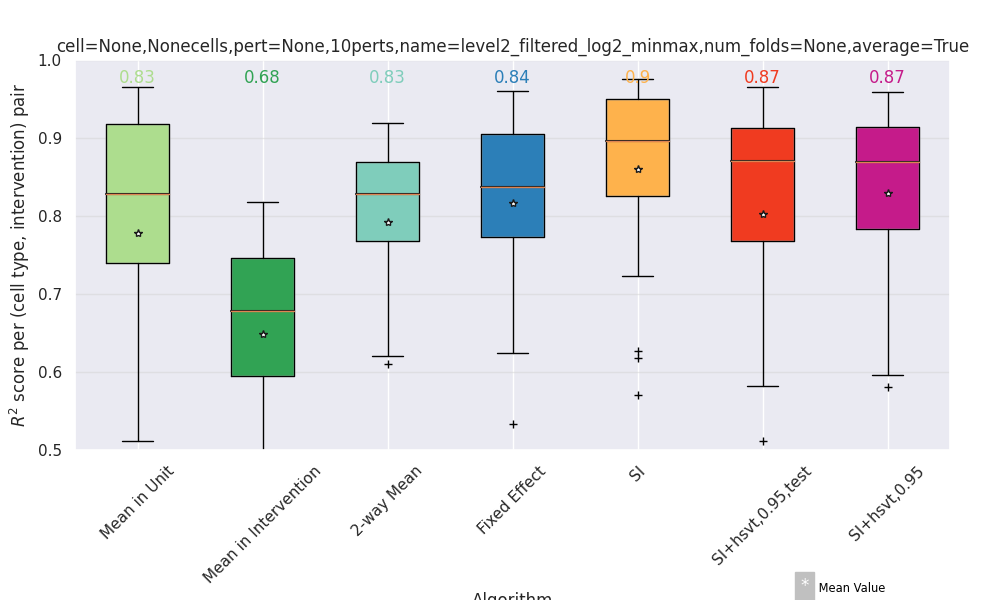 cell=None,Nonecells,pert=None,10perts,name=level2_filtered_log2_minmax,num_folds=None,average=True
1.0
0.9
0.8
0.7
0.6
0.5
R² score per (cell type, intervention) pair
0.83
0.68
0.83
0.84
0.9
0.87
0.87
Mean in Unit
Mean in Intervention
2-way Mean
Fixed Effect
SI
SI+hsvt,0.95,test
SI+hsvt,0.95
Algorithm
* Mean Value